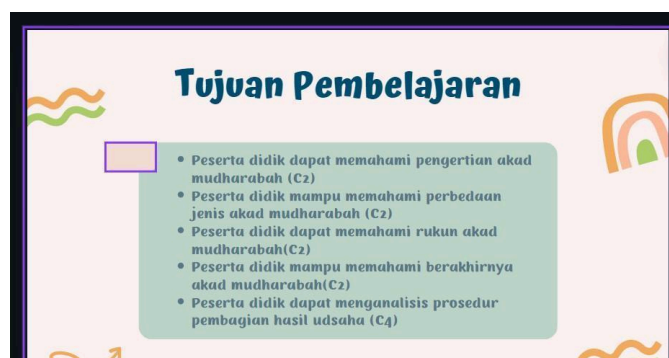 Tujuan Pembelajaran
• Peserta didik dapat memahami pengertian akad
mudharabah (C2)
• Peserta didik mampu memahami perbedaan
jenis akad mudharabah (C2)
• Peserta didik dapat memahami rukun akad
mudharabah(C2)
• Peserta didik mampu memahami berakhirnya
akad mudharabah(C2)
• Peserta didik dapat menganalisis prosedur
pembagian hasil udsaha (C4)